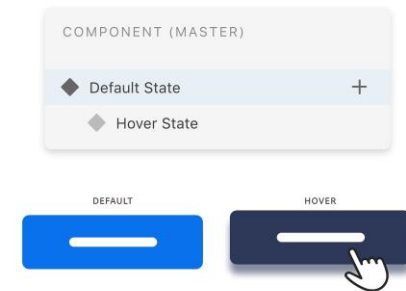 COMPONENT (MASTER)
Default State
Hover State
DEFAULT
HOVER